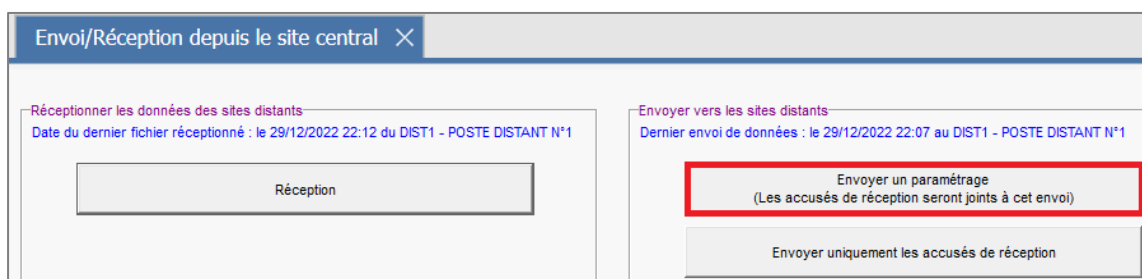 Envoi/Réception depuis le site central
Réceptionner les données des sites distants
Date du dernier fichier réceptionné : le 29/12/2022 22:12 du DIST1 - POSTE DISTANT N°1
Réception
Envoyer vers les sites distants
Dernier envoi de données : le 29/12/2022 22:07 au DIST1 - POSTE DISTANT N°1
Envoyer un paramétrage
(Les accusés de réception seront joints à cet envoi)
Envoyer uniquement les accusés de réception